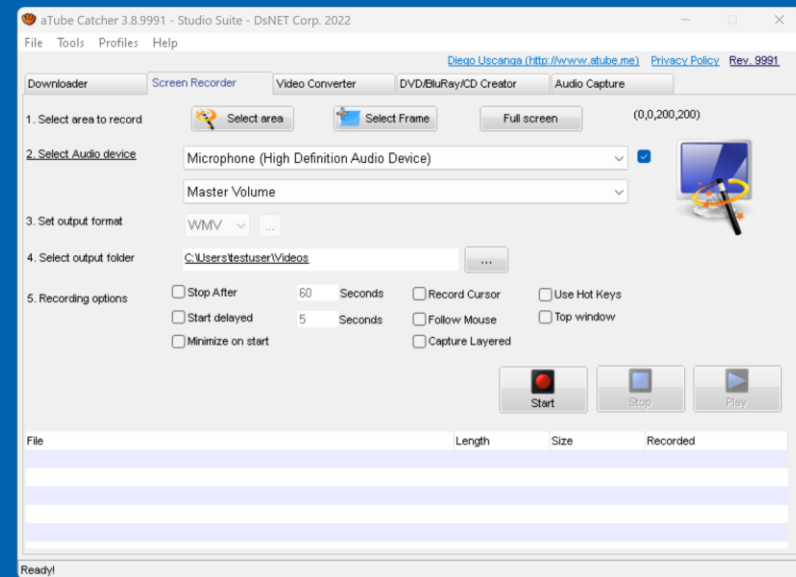 aTube Catcher 3.8.9991 - Studio Suite - DsNET Corp. 2022
File Tools Profiles Help
Diego Uscanga (http://www.atube.me) Privacy Policy Rev. 9991
Downloader Screen Recorder Video Converter DVD/BluRay/CD Creator Audio Capture
1. Select area to record Select area Select Frame Full screen (0,0,200,200)
2. Select Audio device Microphone (High Definition Audio Device)
Master Volume
3. Set output format WMV ...
4. Select output folder C:\Users\testuser\Videos ...
5. Recording options Stop After 60 Seconds Record Cursor Use Hot Keys
Start delayed 5 Seconds Follow Mouse Top window
Minimize on start Capture Layered
Start Stop Play
File Length Size Recorded
Ready!